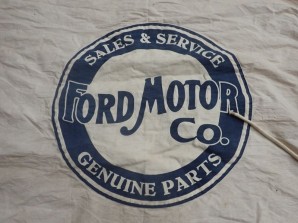 SALES & SERVICE
FORD MOTOR
CO.
GENUINE PARTS